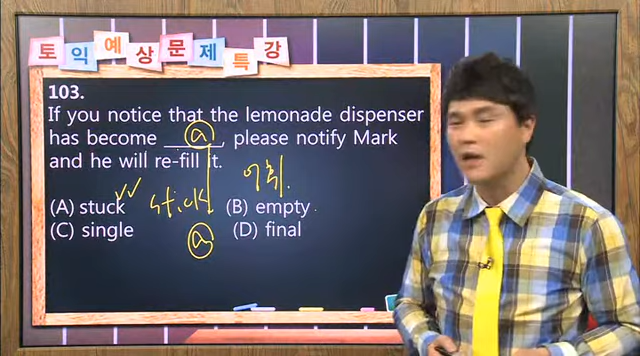 토익예상문제특강
103.
If you notice that the lemonade dispenser
has become ⓐ, please notify Mark
and he will re-fill it.
어휘.
(A) stuck stick (B) empty
(C) single ⓐ (D) final